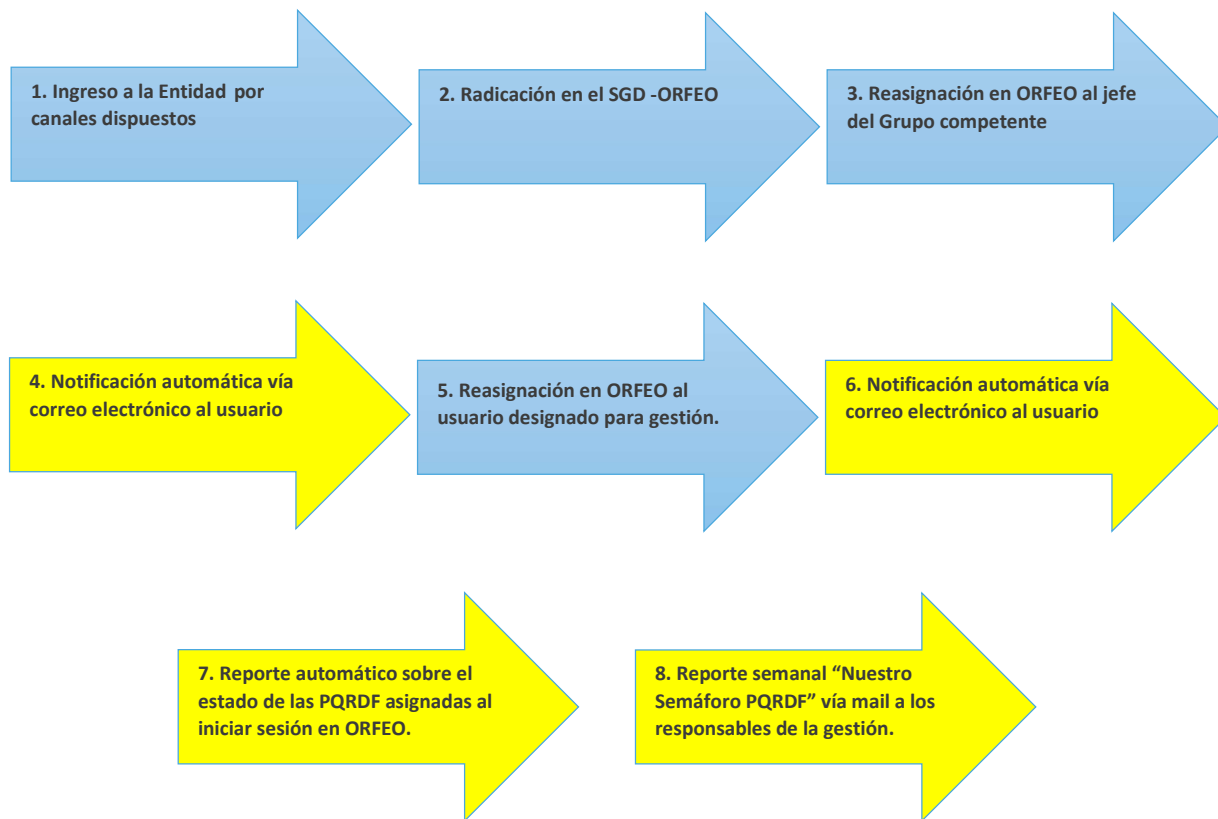 1. Ingreso a la Entidad por
canales dispuestos
2. Radicación en el SGD -ORFEO
3. Reasignación en ORFEO al jefe
del Grupo competente
4. Notificación automática vía
correo electrónico al usuario
5. Reasignación en ORFEO al
usuario designado para gestión.
6. Notificación automática vía
correo electrónico al usuario
7. Reporte automático sobre el
estado de las PQRDF asignadas al
iniciar sesión en ORFEO.
8. Reporte semanal “Nuestro
Semáforo PQRDF” vía mail a los
responsables de la gestión.